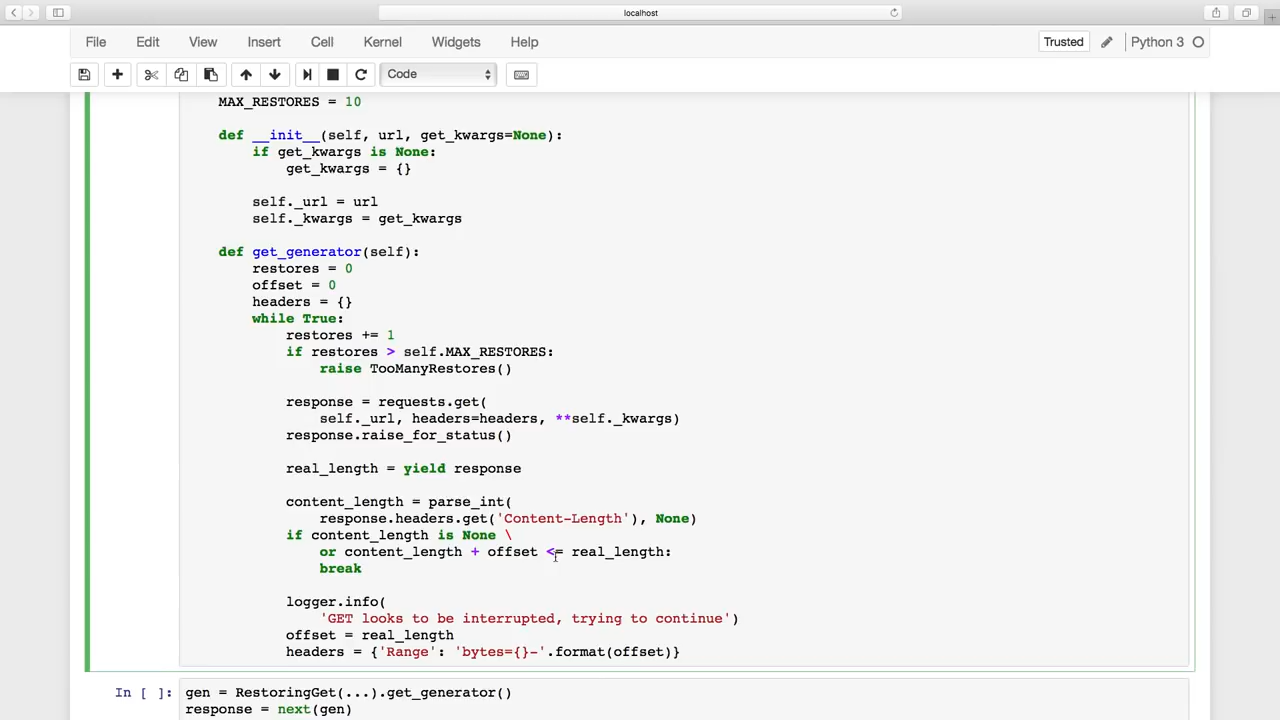 localhost
File Edit View Insert Cell Kernel Widgets Help Trusted Python 3
Code
MAX_RESTORES = 10
def __init__(self, url, get_kwargs=None):
if get_kwargs is None:
get_kwargs = {}
self._url = url
self._kwargs = get_kwargs
def get_generator(self):
restores = 0
offset = 0
headers = {}
while True:
restores += 1
if restores > self.MAX_RESTORES:
raise TooManyRestores()
response = requests.get(
self._url, headers=headers, **self._kwargs)
response.raise_for_status()
real_length = yield response
content_length = parse_int(
response.headers.get('Content-Length'), None)
if content_length is None \
or content_length + offset <= real_length:
break
logger.info(
'GET looks to be interrupted, trying to continue')
offset = real_length
headers = {'Range': 'bytes={}-'.format(offset)}
In [ ]: gen = RestoringGet(...).get_generator()
response = next(gen)